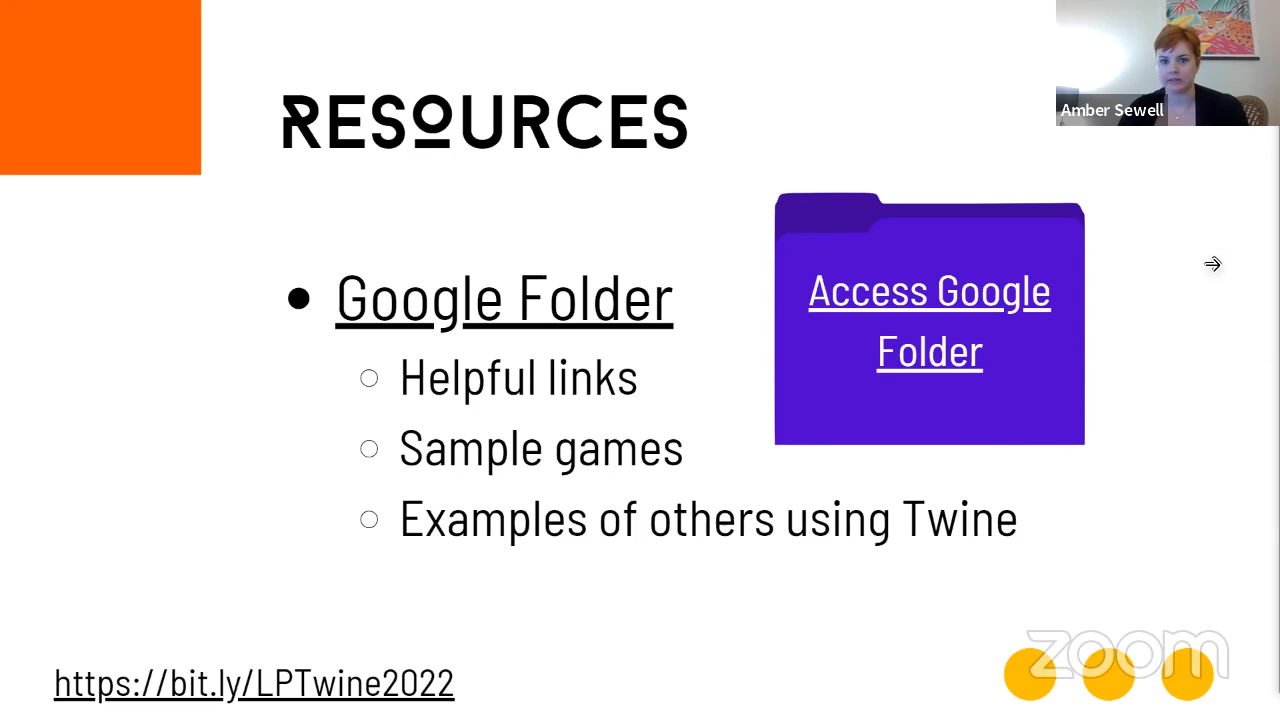 RESOURCES
Amber Sewell
Google Folder
Helpful links
Sample games
Examples of others using Twine
Access Google
Folder
https://bit.ly/LPTwine2022
zoom